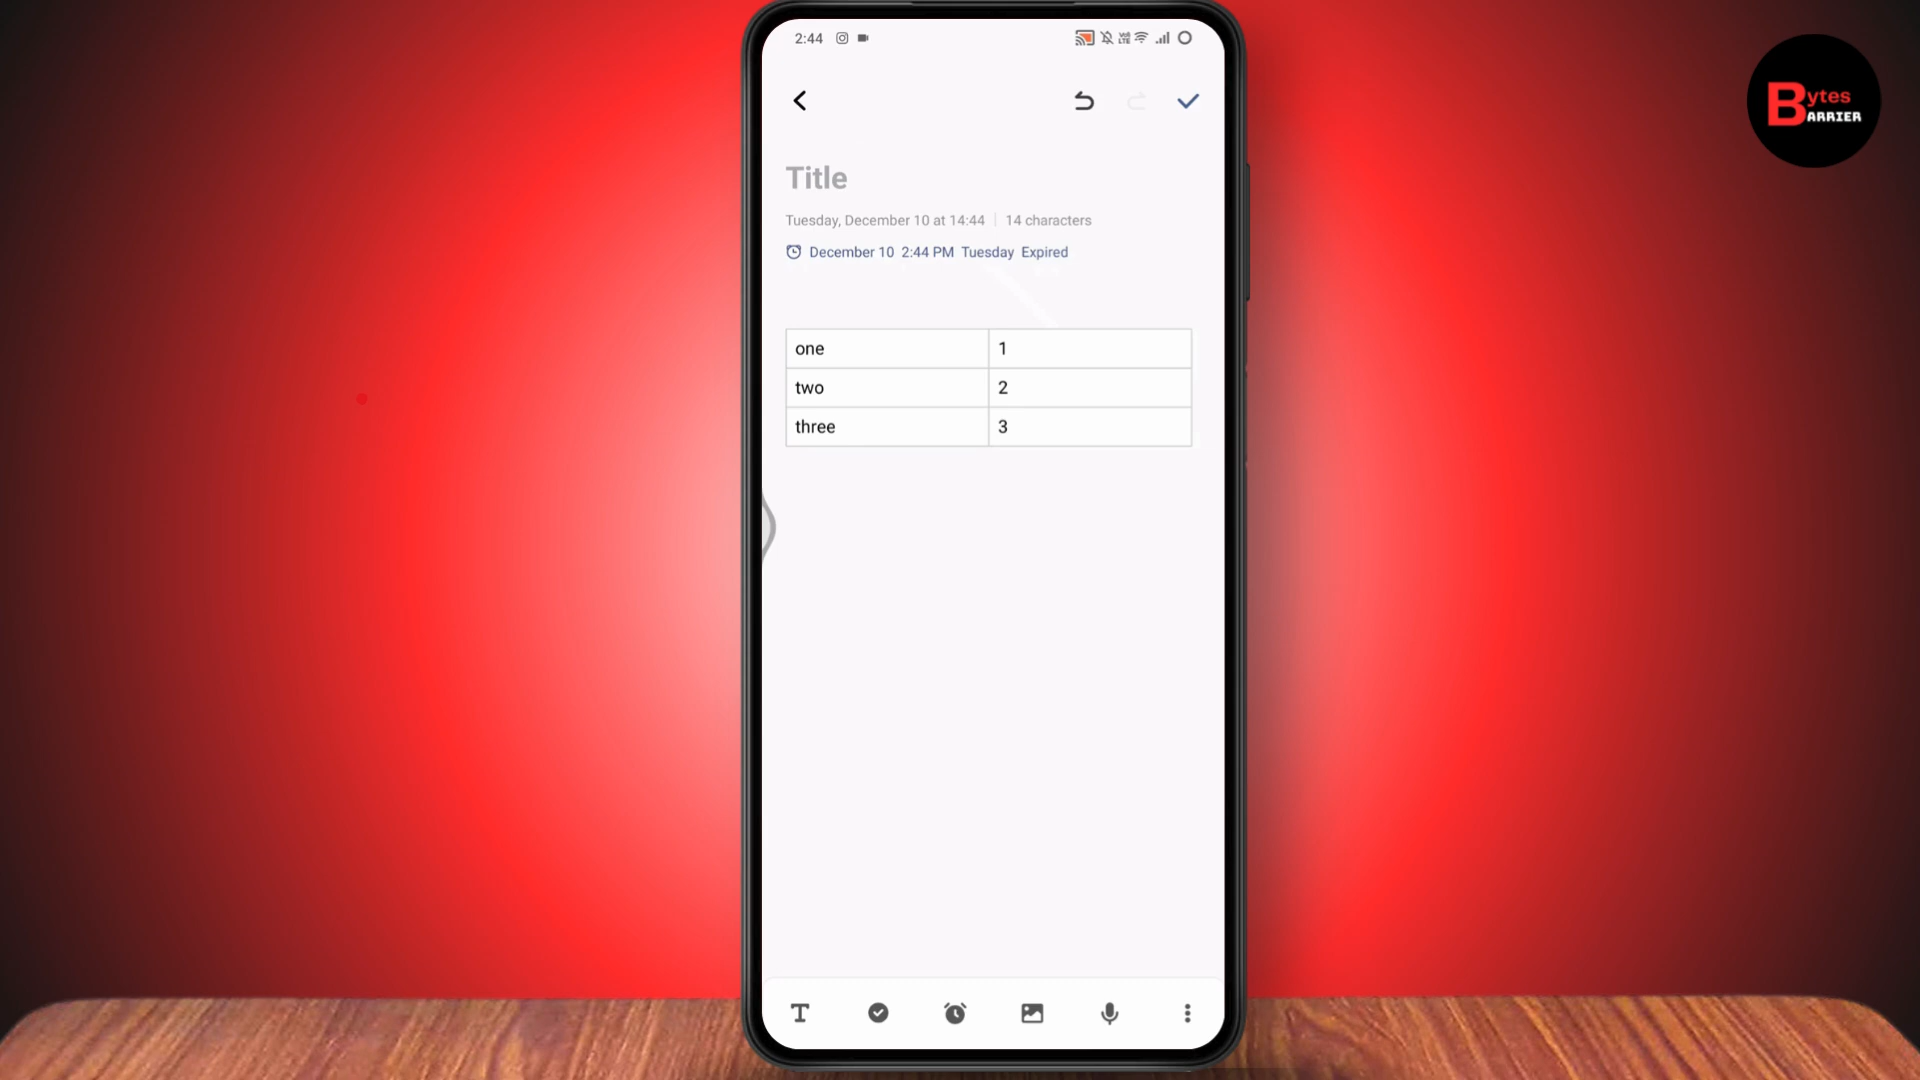 2:44
Bytes
BARRIER
Title
Tuesday, December 10 at 14:44 | 14 characters
December 10 2:44 PM Tuesday Expired
one 1
two 2
three 3